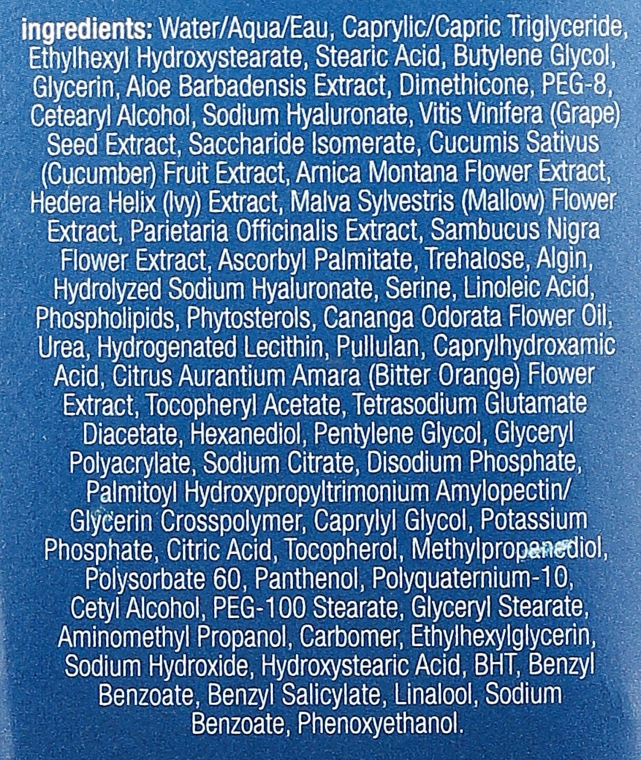 ingredients: Water/Aqua/Eau, Caprylic/Capric Triglyceride,
Ethylhexyl Hydroxystearate, Stearic Acid, Butylene Glycol,
Glycerin, Aloe Barbadensis Extract, Dimethicone, PEG-8,
Cetearyl Alcohol, Sodium Hyaluronate, Vitis Vinifera (Grape)
Seed Extract, Saccharide Isomerate, Cucumis Sativus
(Cucumber) Fruit Extract, Arnica Montana Flower Extract,
Hedera Helix (Ivy) Extract, Malva Sylvestris (Mallow) Flower
Extract, Parietaria Officinalis Extract, Sambucus Nigra
Flower Extract, Ascorbyl Palmitate, Trehalose, Algin,
Hydrolyzed Sodium Hyaluronate, Serine, Linoleic Acid,
Phospholipids, Phytosterols, Cananga Odorata Flower Oil,
Urea, Hydrogenated Lecithin, Pullulan, Caprylhydroxamic
Acid, Citrus Aurantium Amara (Bitter Orange) Flower
Extract, Tocopheryl Acetate, Tetrasodium Glutamate
Diacetate, Hexanediol, Pentylene Glycol, Glyceryl
Polyacrylate, Sodium Citrate, Disodium Phosphate,
Palmitoyl Hydroxypropyltrimonium Amylopectin/
Glycerin Crosspolymer, Caprylyl Glycol, Potassium
Phosphate, Citric Acid, Tocopherol, Methylpropanediol,
Polysorbate 60, Panthenol, Polyquaternium-10,
Cetyl Alcohol, PEG-100 Stearate, Glyceryl Stearate,
Aminomethyl Propanol, Carbomer, Ethylhexylglycerin,
Sodium Hydroxide, Hydroxystearic Acid, BHT, Benzyl
Benzoate, Benzyl Salicylate, Linalool, Sodium
Benzoate, Phenoxyethanol.